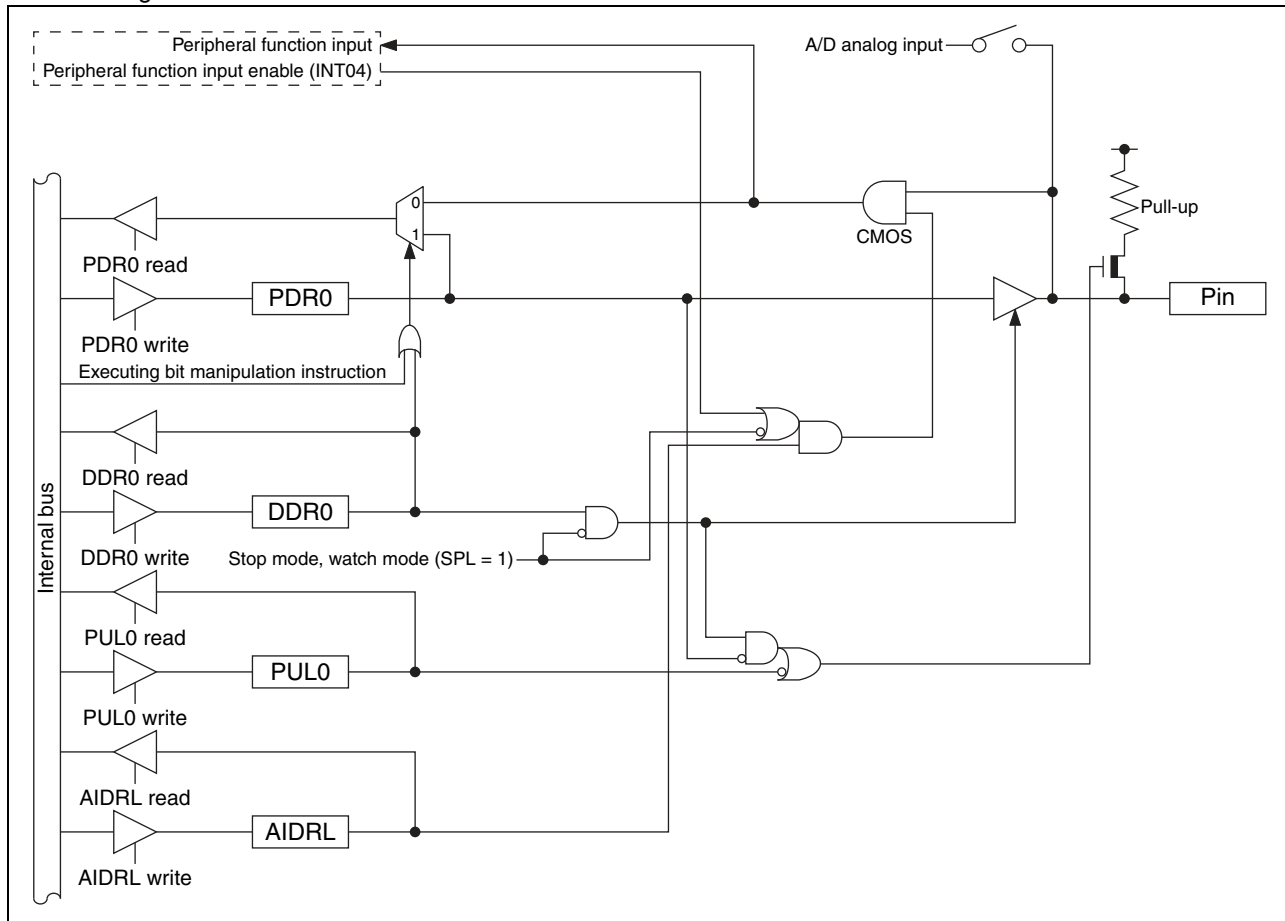 Peripheral function input
A/D analog input
Peripheral function input enable (INT04)
0
Pull-up
1
CMOS
PDR0 read
PDR0
Pin
PDR0 write
Executing bit manipulation instruction
DDR0 read
DDR0
DDR0 write
Stop mode, watch mode (SPL = 1)
Internal bus
PUL0 read
PUL0
PUL0 write
AIDRL read
AIDRL
AIDRL write